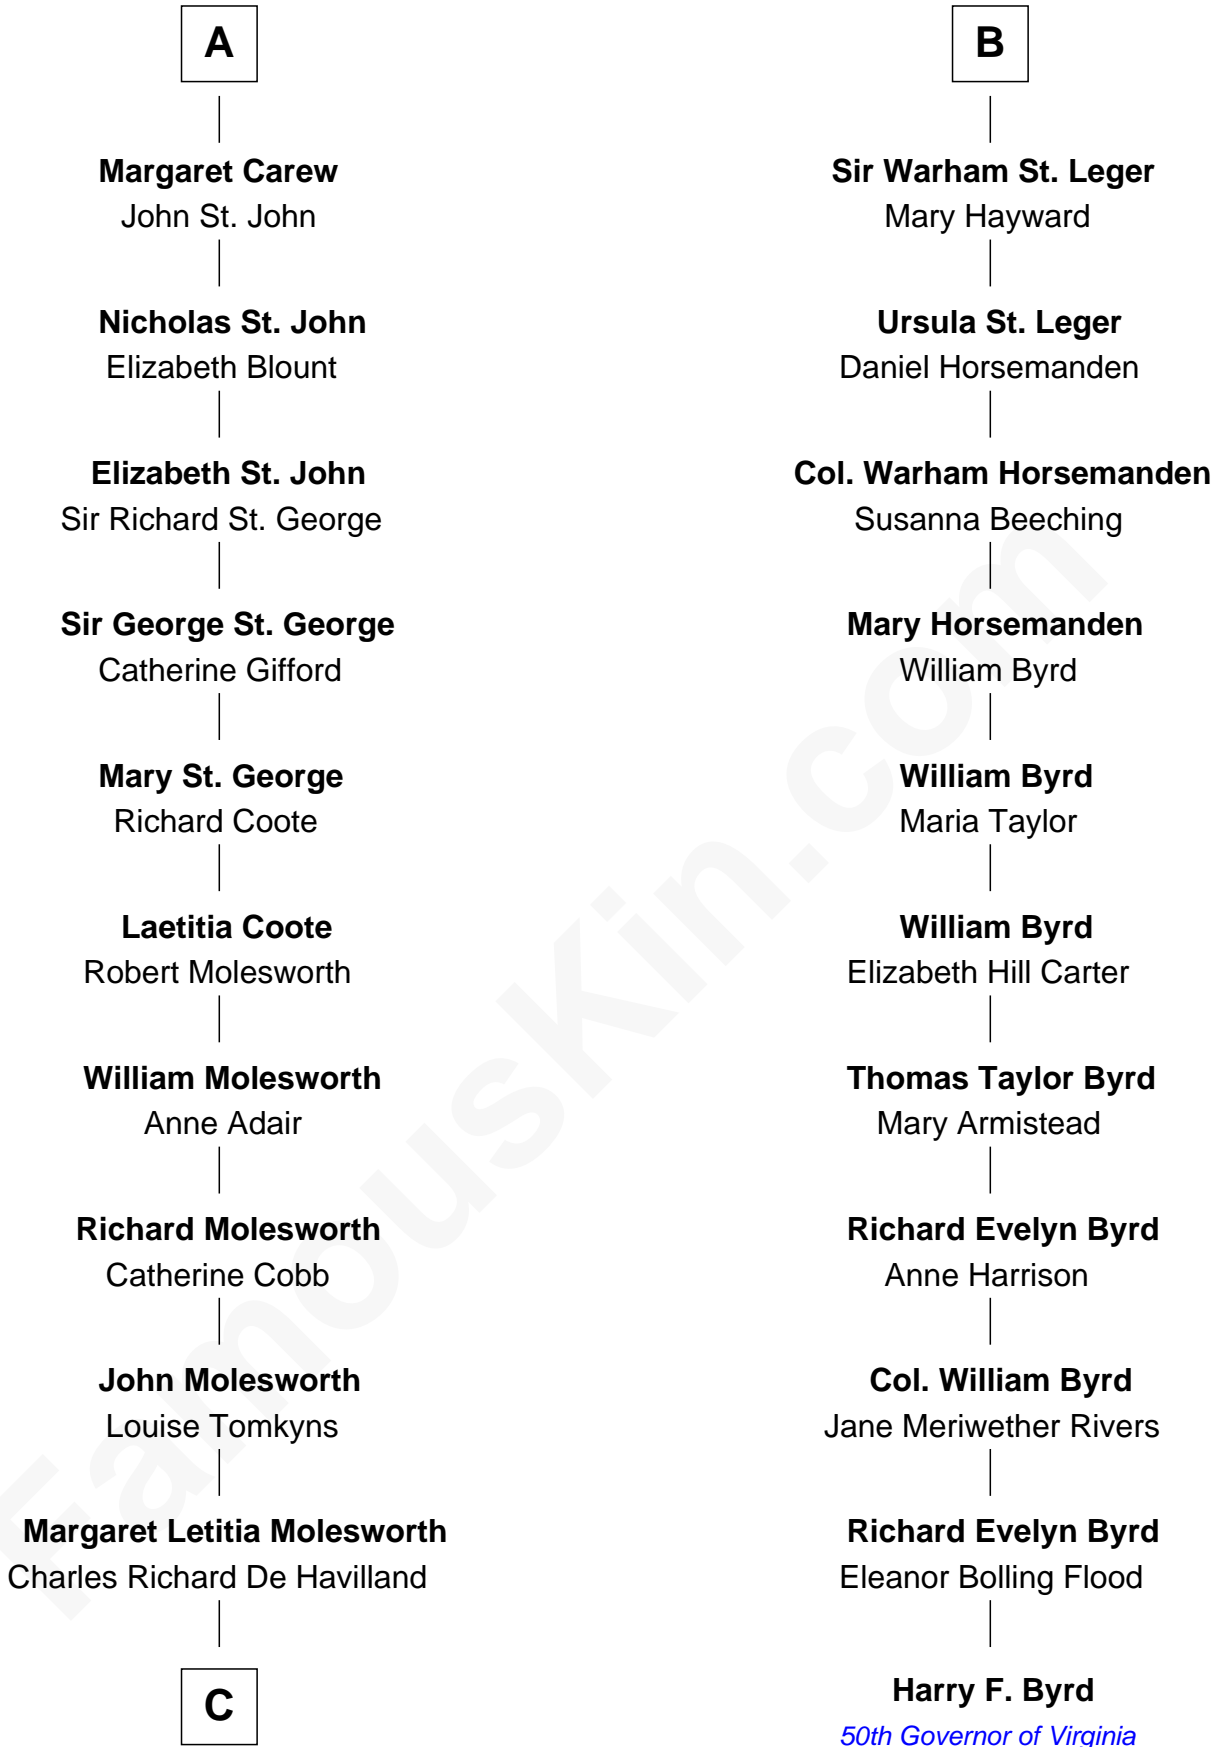 A
Margaret Carew
John St. John
Nicholas St. John
Elizabeth Blount
Elizabeth St. John
Sir Richard St. George
Sir George St. George
Catherine Gifford
Mary St. George
Richard Coote
Laetitia Coote
Robert Molesworth
William Molesworth
Anne Adair
Richard Molesworth
Catherine Cobb
John Molesworth
Louise Tomkyns
Margaret Letitia Molesworth
Charles Richard De Havilland
C
B
Sir Warham St. Leger
Mary Hayward
Ursula St. Leger
Daniel Horsemanden
Col. Warham Horsemanden
Susanna Beeching
Mary Horsemanden
William Byrd
William Byrd
Maria Taylor
William Byrd
Elizabeth Hill Carter
Thomas Taylor Byrd
Mary Armistead
Richard Evelyn Byrd
Anne Harrison
Col. William Byrd
Jane Meriwether Rivers
Richard Evelyn Byrd
Eleanor Bolling Flood
Harry F. Byrd
50th Governor of Virginia
FamousKin.com